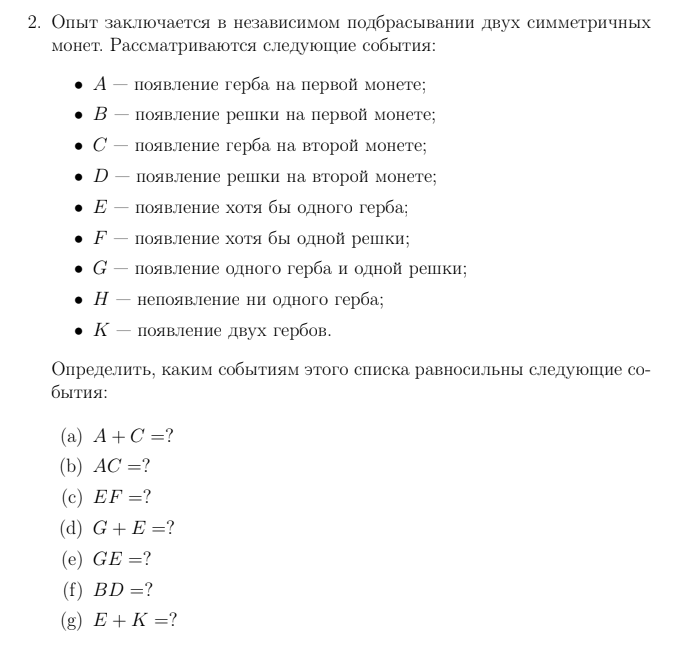 2. Опыт заключается в независимом подбрасывании двух симметричных
монет. Рассматриваются следующие события:
• A — появление герба на первой монете;
• B — появление решки на первой монете;
• C — появление герба на второй монете;
• D — появление решки на второй монете;
• E — появление хотя бы одного герба;
• F — появление хотя бы одной решки;
• G — появление одного герба и одной решки;
• H — непоявление ни одного герба;
• K — появление двух гербов.
Определить, каким событиям этого списка равносильны следующие со-
бытия:
(a) A + C =?
(b) AC =?
(c) EF =?
(d) G + E =?
(e) GE =?
(f) BD =?
(g) E + K =?